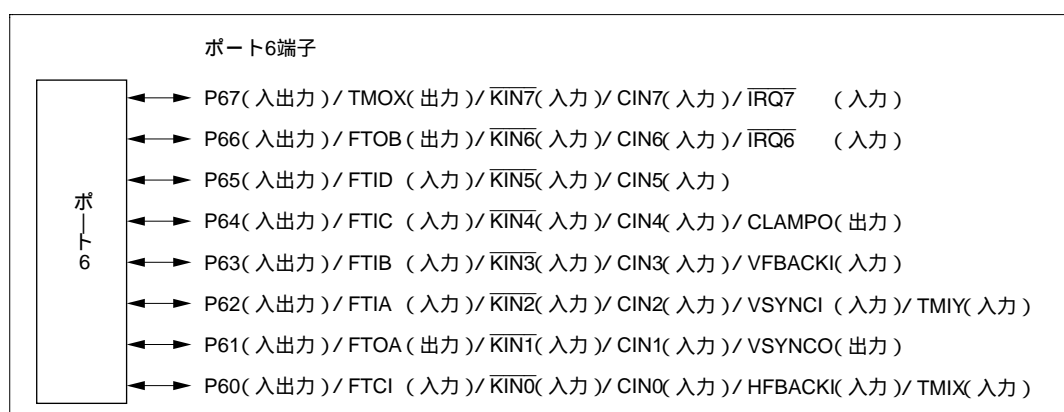 ポート6端子
P67(入出力)/TMOX(出力)/KIN7(入力)/CIN7(入力)/IRQ7 (入力)
P66(入出力)/FTOB(出力)/KIN6(入力)/CIN6(入力)/IRQ6 (入力)
P65(入出力)/FTID (入力)/KIN5(入力)/CIN5(入力)
P64(入出力)/FTIC (入力)/KIN4(入力)/CIN4(入力)/CLAMPO(出力)
P63(入出力)/FTIB (入力)/KIN3(入力)/CIN3(入力)/VFBACKI(入力)
P62(入出力)/FTIA (入力)/KIN2(入力)/CIN2(入力)/VSYNCI (入力)/TMIY(入力)
P61(入出力)/FTOA(出力)/KIN1(入力)/CIN1(入力)/VSYNCO(出力)
P60(入出力)/FTCI (入力)/KIN0(入力)/CIN0(入力)/HFBACKI(入力)/TMIX(入力)
ポート6